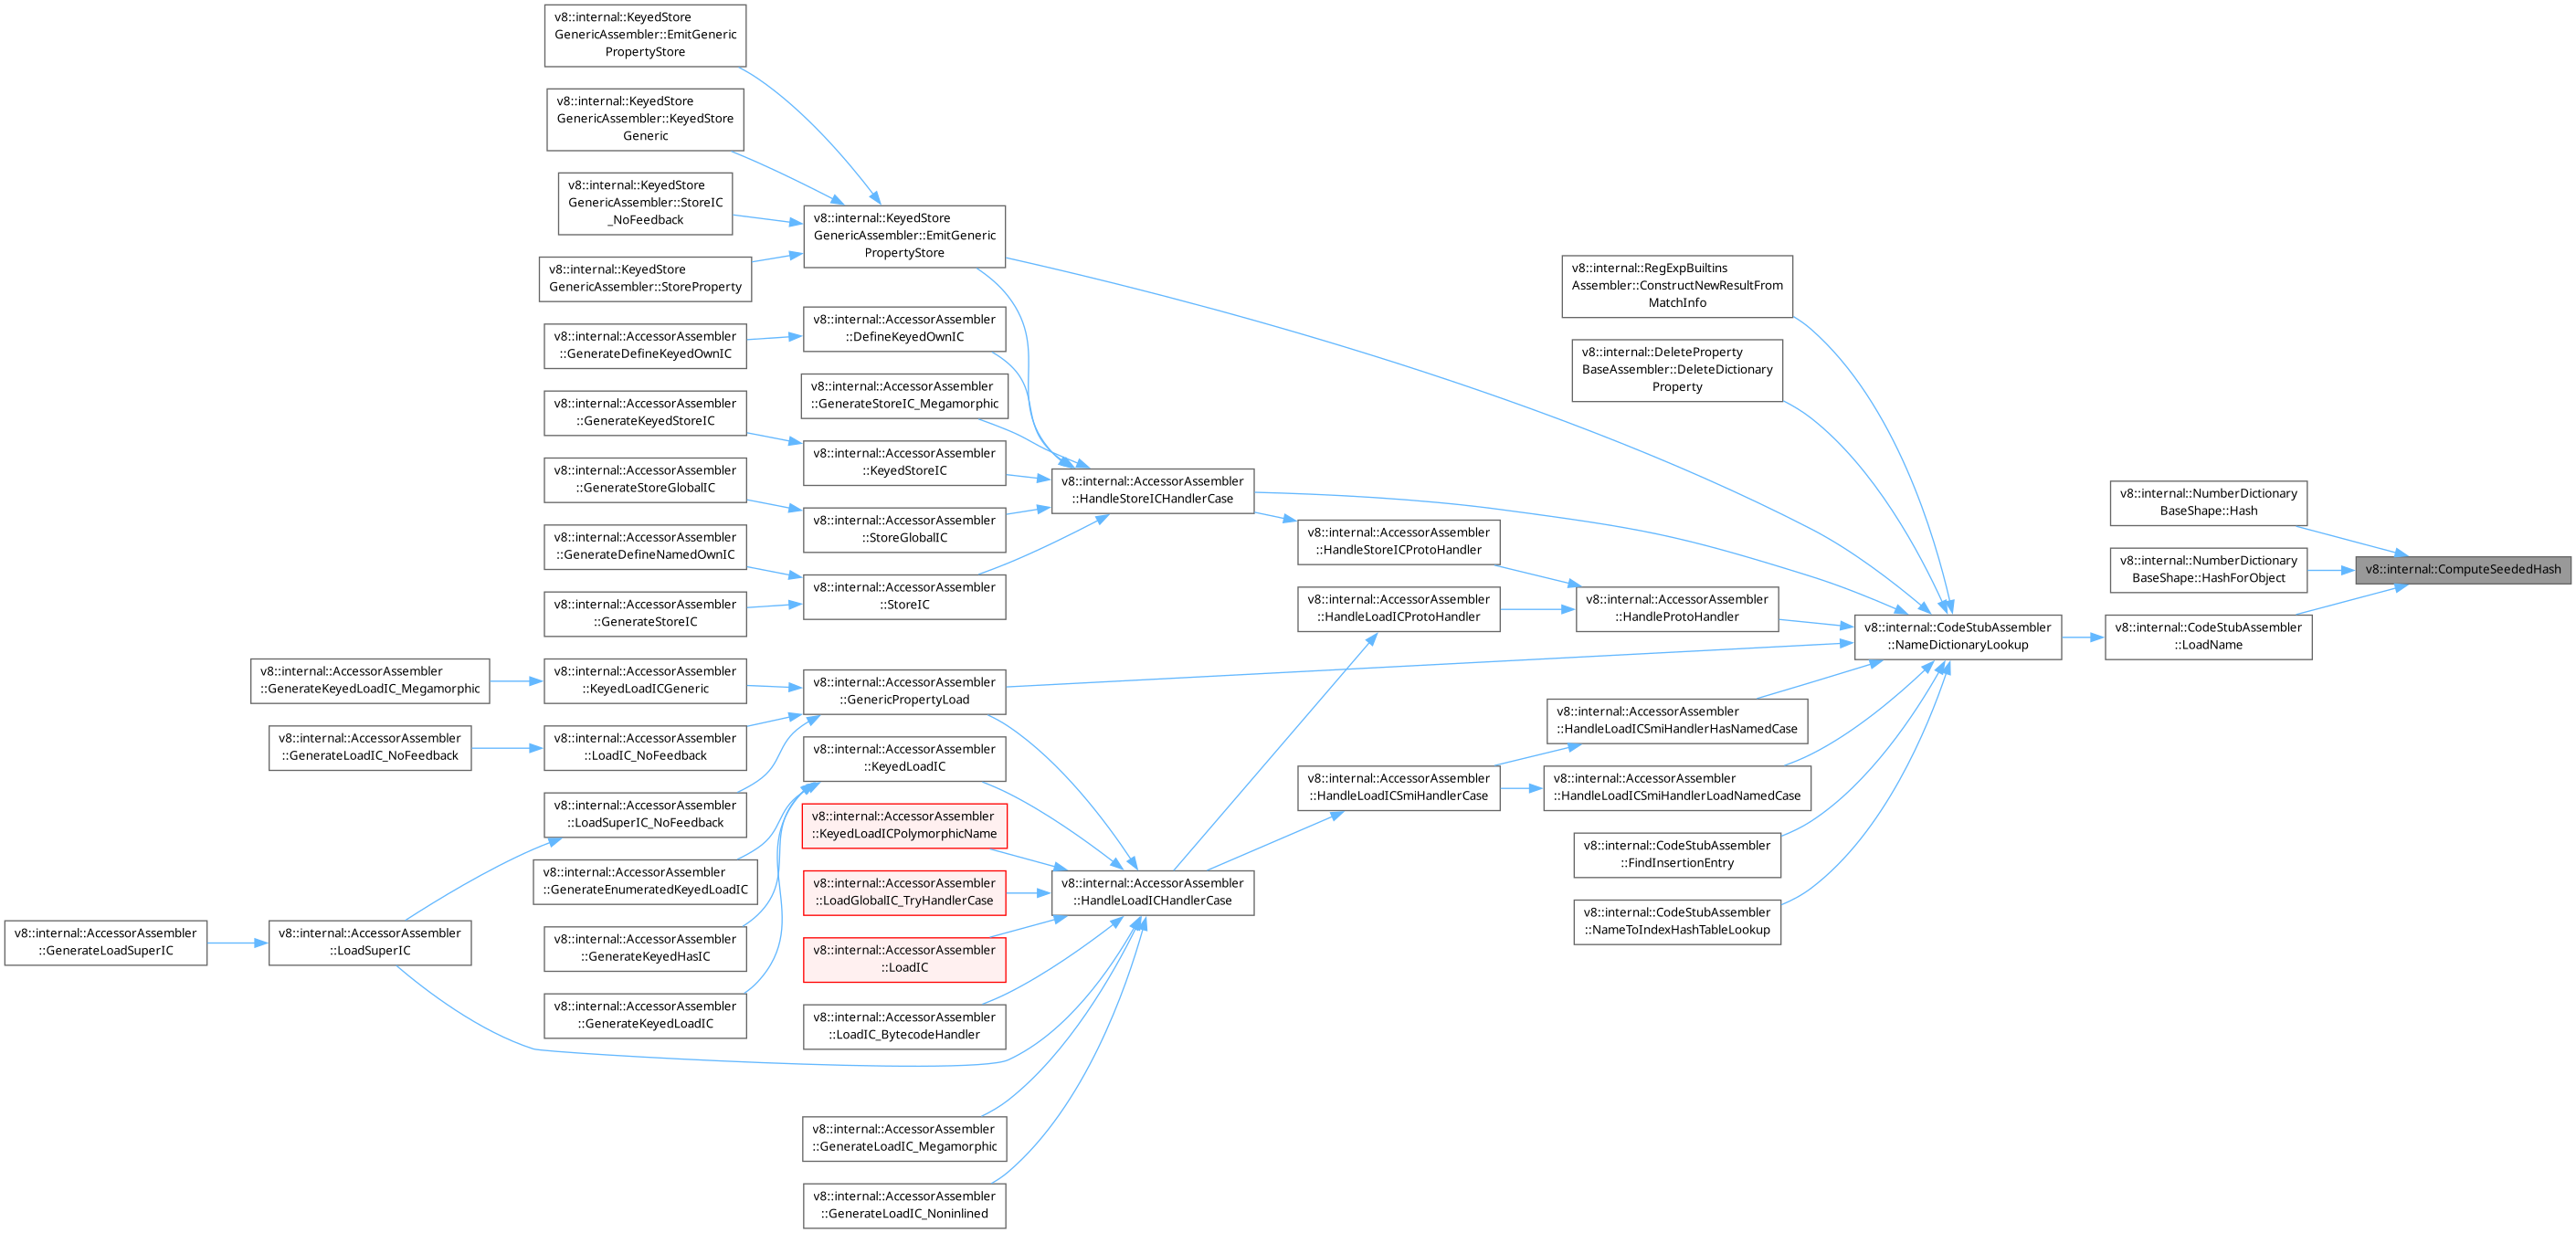 v8::internal::KeyedStore
GenericAssembler::EmitGeneric
PropertyStore
v8::internal::KeyedStore
GenericAssembler::KeyedStore
Generic
v8::internal::KeyedStore
GenericAssembler::StoreIC
_NoFeedback
v8::internal::KeyedStore
GenericAssembler::StoreProperty
v8::internal::AccessorAssembler
::GenerateDefineKeyedOwnIC
v8::internal::AccessorAssembler
::GenerateKeyedStoreIC
v8::internal::AccessorAssembler
::GenerateStoreGlobalIC
v8::internal::AccessorAssembler
::GenerateDefineNamedOwnIC
v8::internal::AccessorAssembler
::GenerateStoreIC
v8::internal::AccessorAssembler
::GenerateKeyedLoadIC_Megamorphic
v8::internal::AccessorAssembler
::KeyedLoadICGeneric
v8::internal::AccessorAssembler
::GenerateLoadIC_NoFeedback
v8::internal::AccessorAssembler
::LoadIC_NoFeedback
v8::internal::AccessorAssembler
::LoadSuperIC_NoFeedback
v8::internal::AccessorAssembler
::GenerateEnumeratedKeyedLoadIC
v8::internal::AccessorAssembler
::GenerateLoadSuperIC
v8::internal::AccessorAssembler
::LoadSuperIC
v8::internal::AccessorAssembler
::GenerateKeyedHasIC
v8::internal::AccessorAssembler
::GenerateKeyedLoadIC
v8::internal::KeyedStore
GenericAssembler::EmitGeneric
PropertyStore
v8::internal::AccessorAssembler
::DefineKeyedOwnIC
v8::internal::AccessorAssembler
::GenerateStoreIC_Megamorphic
v8::internal::AccessorAssembler
::KeyedStoreIC
v8::internal::AccessorAssembler
::StoreGlobalIC
v8::internal::AccessorAssembler
::StoreIC
v8::internal::AccessorAssembler
::GenericPropertyLoad
v8::internal::AccessorAssembler
::KeyedLoadIC
v8::internal::AccessorAssembler
::KeyedLoadICPolymorphicName
v8::internal::AccessorAssembler
::LoadGlobalIC_TryHandlerCase
v8::internal::AccessorAssembler
::LoadIC
v8::internal::AccessorAssembler
::LoadIC_BytecodeHandler
v8::internal::AccessorAssembler
::GenerateLoadIC_Megamorphic
v8::internal::AccessorAssembler
::GenerateLoadIC_Noninlined
v8::internal::AccessorAssembler
::HandleStoreICHandlerCase
v8::internal::AccessorAssembler
::HandleLoadICHandlerCase
v8::internal::AccessorAssembler
::HandleStoreICProtoHandler
v8::internal::AccessorAssembler
::HandleLoadICProtoHandler
v8::internal::AccessorAssembler
::HandleLoadICSmiHandlerCase
v8::internal::RegExpBuiltins
Assembler::ConstructNewResultFrom
MatchInfo
v8::internal::DeleteProperty
BaseAssembler::DeleteDictionary
Property
v8::internal::AccessorAssembler
::HandleProtoHandler
v8::internal::AccessorAssembler
::HandleLoadICSmiHandlerHasNamedCase
v8::internal::AccessorAssembler
::HandleLoadICSmiHandlerLoadNamedCase
v8::internal::CodeStubAssembler
::FindInsertionEntry
v8::internal::CodeStubAssembler
::NameToIndexHashTableLookup
v8::internal::CodeStubAssembler
::NameDictionaryLookup
v8::internal::NumberDictionary
BaseShape::Hash
v8::internal::NumberDictionary
BaseShape::HashForObject
v8::internal::CodeStubAssembler
::LoadName
v8::internal::ComputeSeededHash